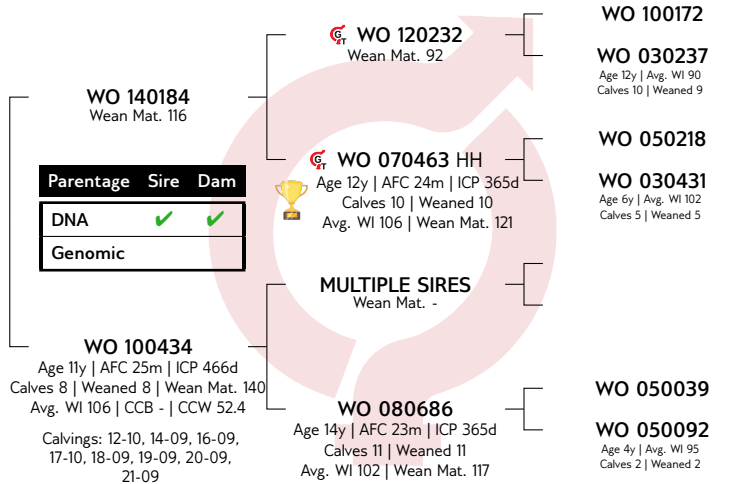 WO 140184
Wean Mat. 116
Parentage Sire Dam
DNA ✔ ✔
Genomic
WO 100434
Age 11y | AFC 25m | ICP 466d
Calves 8 | Weaned 8 | Wean Mat. 140
Avg. WI 106 | CCB - | CCW 52.4
Calvings: 12-10, 14-09, 16-09,
17-10, 18-09, 19-09, 20-09,
21-09
GT WO 120232
Wean Mat. 92
GT WO 070463 HH
Age 12y | AFC 24m | ICP 365d
Calves 10 | Weaned 10
Avg. WI 106 | Wean Mat. 121
MULTIPLE SIRES
Wean Mat. -
WO 080686
Age 14y | AFC 23m | ICP 365d
Calves 11 | Weaned 11
Avg. WI 102 | Wean Mat. 117
WO 100172
WO 030237
Age 12y | Avg. WI 90
Calves 10 | Weaned 9
WO 050218
WO 030431
Age 6y | Avg. WI 102
Calves 5 | Weaned 5
WO 050039
WO 050092
Age 4y | Avg. WI 95
Calves 2 | Weaned 2